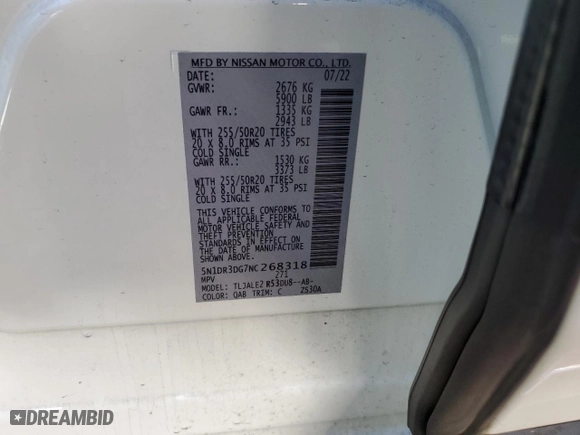 MFD BY NISSAN MOTOR CO., LTD.
DATE: 07/22
GVWR: 2676 KG
5900 LB
GAWR FR.: 1335 KG
2943 LB
WITH 255/50R20 TIRES
20 X 8.0 RIMS AT 35 PSI
COLD SINGLE
GAWR RR.: 1530 KG
3373 LB
WITH 255/50R20 TIRES
20 X 8.0 RIMS AT 35 PSI
COLD SINGLE
THIS VEHICLE CONFORMS TO
ALL APPLICABLE FEDERAL
MOTOR VEHICLE SAFETY AND
THEFT PREVENTION
STANDARDS IN EFFECT ON
THE DATE OF MANUFACTURE
SHOWN ABOVE.
5N1DR3DG7NC268318
MPV 271
MODEL: TLJALE2 R53DU8--AB-
COLOR: QAB TRIM: C ZS30A
DREAMBID